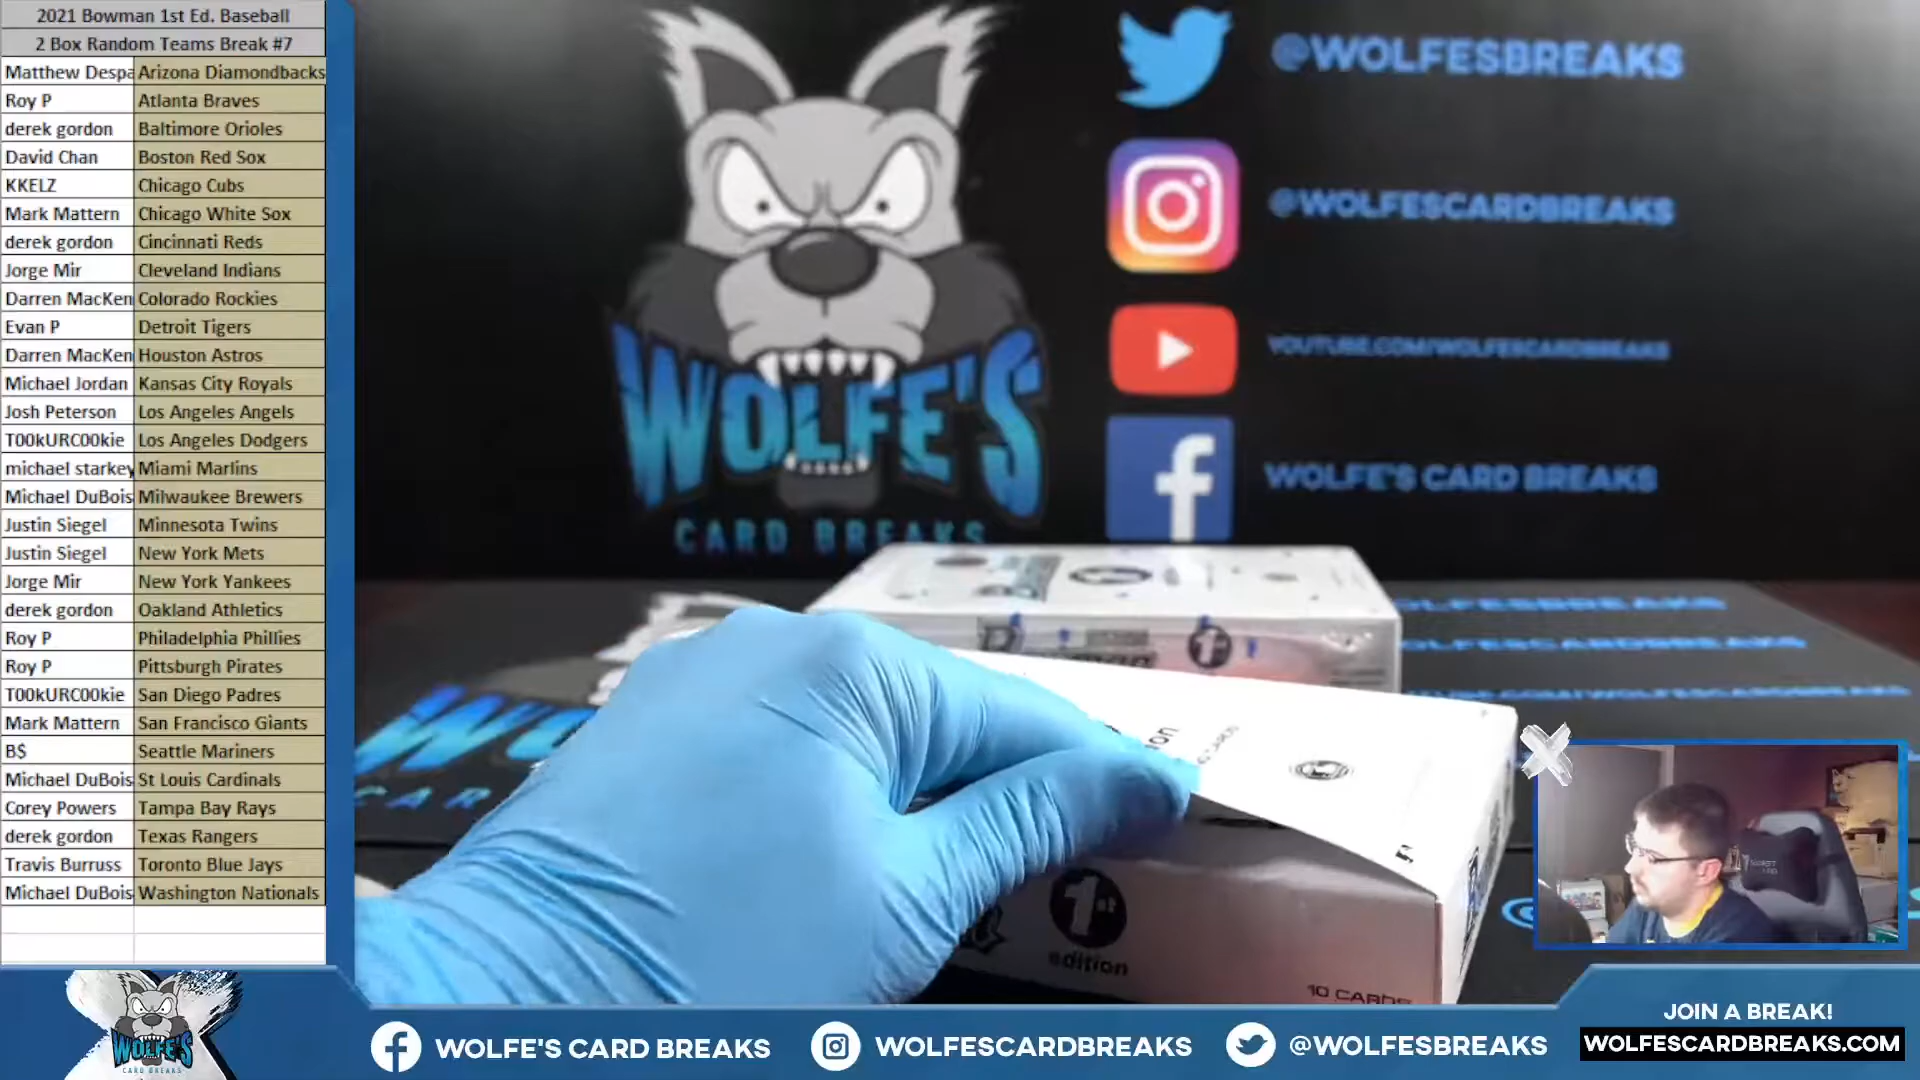 2021 Bowman 1st Ed. Baseball
2 Box Random Teams Break #7
Matthew Despa Arizona Diamondbacks
Roy P Atlanta Braves
derek gordon Baltimore Orioles
David Chan Boston Red Sox
KKELZ Chicago Cubs
Mark Mattern Chicago White Sox
derek gordon Cincinnati Reds
Jorge Mir Cleveland Indians
Darren MacKen Colorado Rockies
Evan P Detroit Tigers
Darren MacKen Houston Astros
Michael Jordan Kansas City Royals
Josh Peterson Los Angeles Angels
T00kURC00kie Los Angeles Dodgers
michael starkey Miami Marlins
Michael DuBois Milwaukee Brewers
Justin Siegel Minnesota Twins
Justin Siegel New York Mets
Jorge Mir New York Yankees
derek gordon Oakland Athletics
Roy P Philadelphia Phillies
Roy P Pittsburgh Pirates
T00kURC00kie San Diego Padres
Mark Mattern San Francisco Giants
B$ Seattle Mariners
Michael DuBois St Louis Cardinals
Corey Powers Tampa Bay Rays
derek gordon Texas Rangers
Travis Burruss Toronto Blue Jays
Michael DuBois Washington Nationals
@WOLFESBREAKS
@WOLFESCARDBREAKS
YOUTUBE.COM/WOLFESCARDBREAKS
WOLFE'S CARD BREAKS
WOLFE'S
CARD BREAKS
1st
edition
10 CARDS
WOLFE'S
CARD BREAKS
WOLFE'S CARD BREAKS
WOLFESCARDBREAKS
@WOLFESBREAKS
JOIN A BREAK!
WOLFESCARDBREAKS.COM